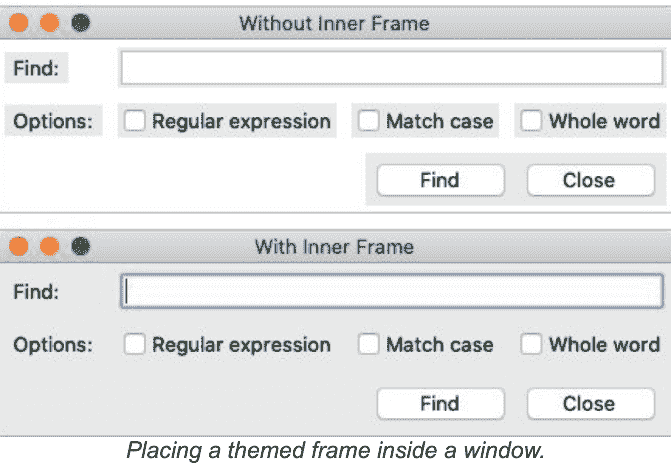 Without Inner Frame
Find:
Options: Regular expression Match case Whole word
Find Close
With Inner Frame
Find:
Options: Regular expression Match case Whole word
Find Close
Placing a themed frame inside a window.